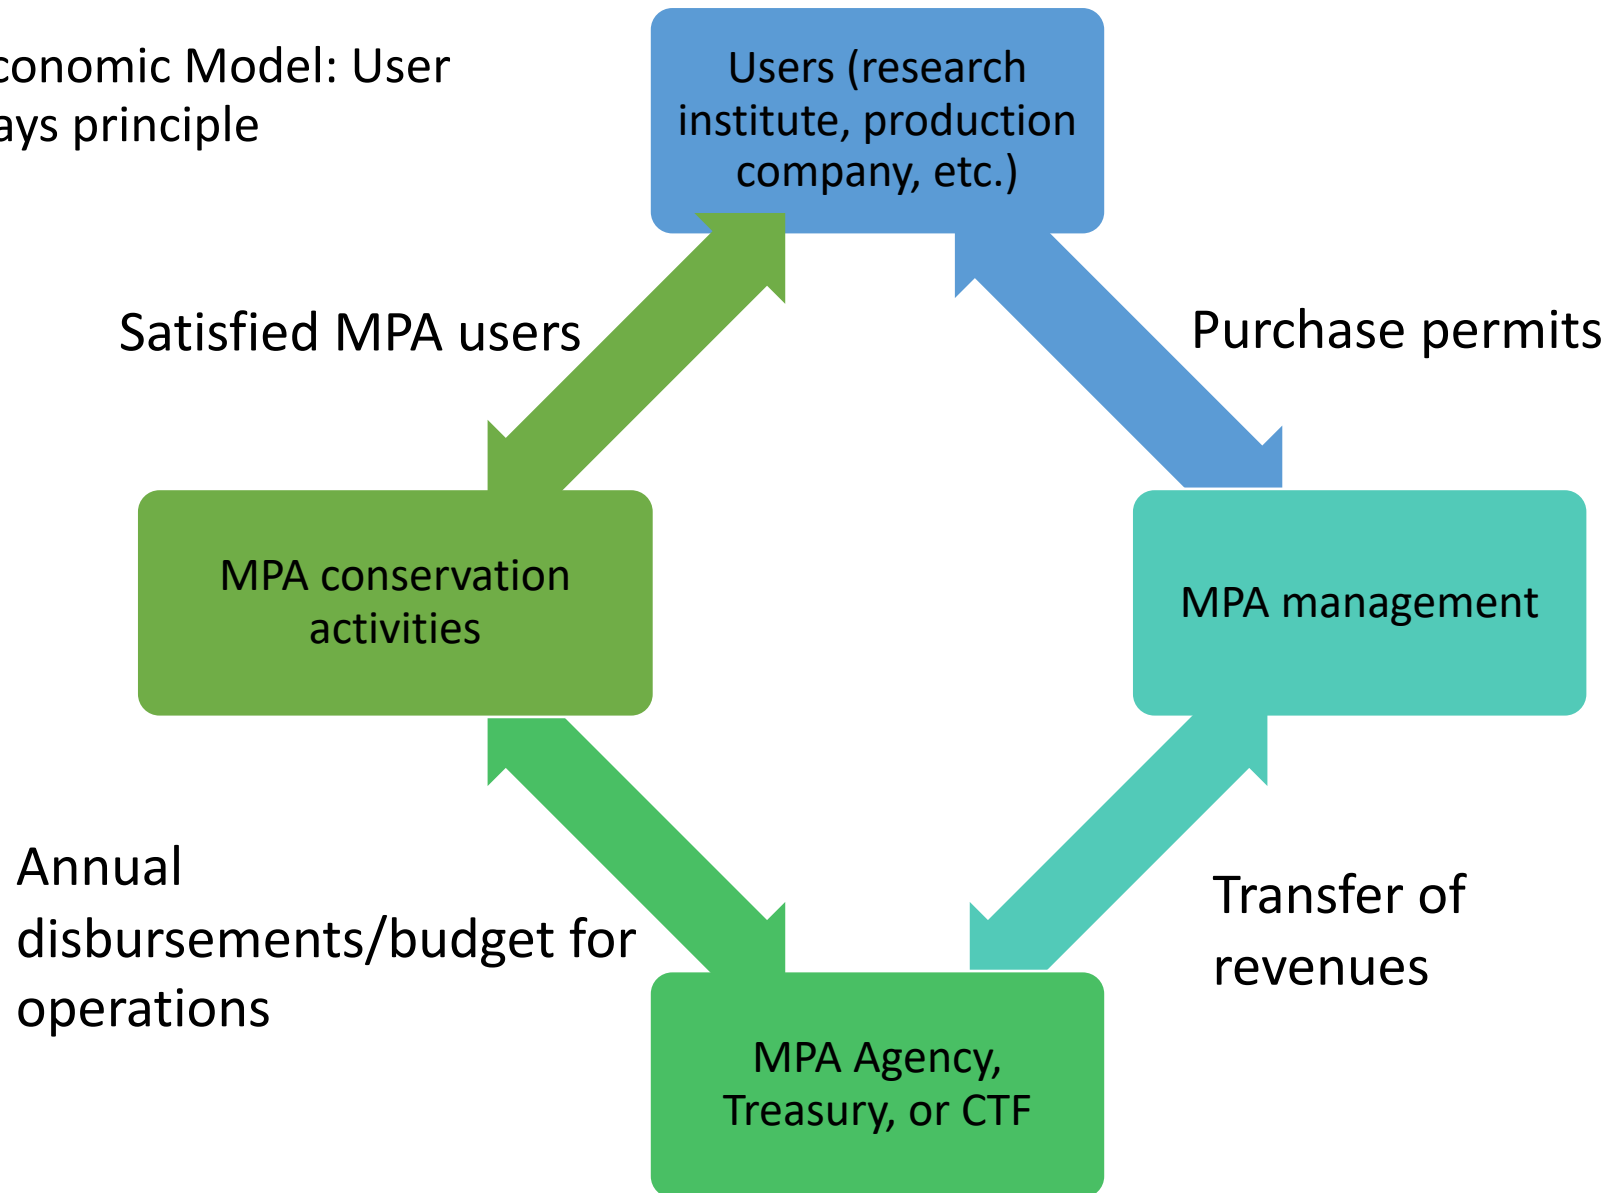 conomic Model: User
ays principle
Users (research
institute, production
company, etc.)
Satisfied MPA users
Purchase permits
MPA conservation
activities
MPA management
Annual
disbursements/budget for
operations
Transfer of
revenues
MPA Agency,
Treasury, or CTF